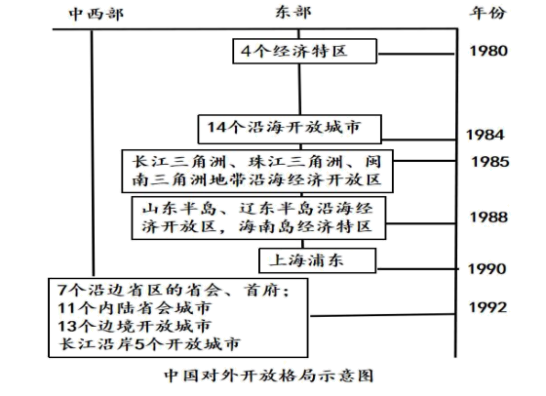 中西部 东部 年份
4个经济特区 1980
14个沿海开放城市 1984
长江三角洲、珠江三角洲、闽 1985
南三角洲地带沿海经济开放区
山东半岛、辽东半岛沿海经 1988
济开放区，海南岛经济特区
上海浦东 1990
7个沿边省区的省会、首府；
11个内陆省会城市 1992
13个边境开放城市
长江沿岸5个开放城市
中国对外开放格局示意图